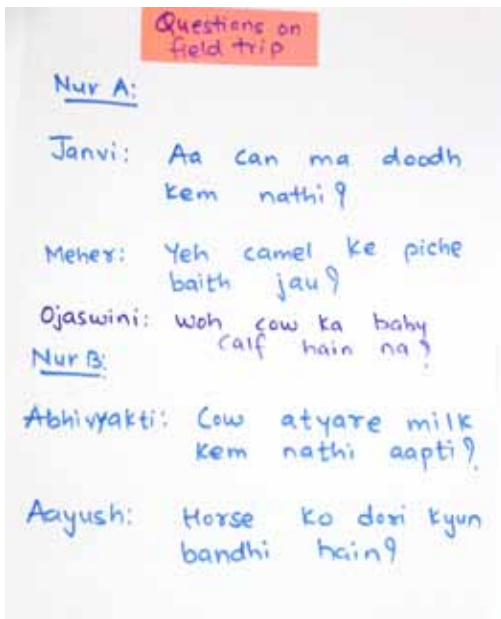 Questions on
field trip
Nur A:
Janvi: Aa can ma doodh
kem nathi?
Meher: Yeh camel ke piche
baith jau?
Ojaswini: Woh cow ka baby
calf hain na?
Nur B:
Abhivyakti: Cow atyare milk
kem nathi aapti?
Aayush: Horse ko dori kyun
bandhi hain?